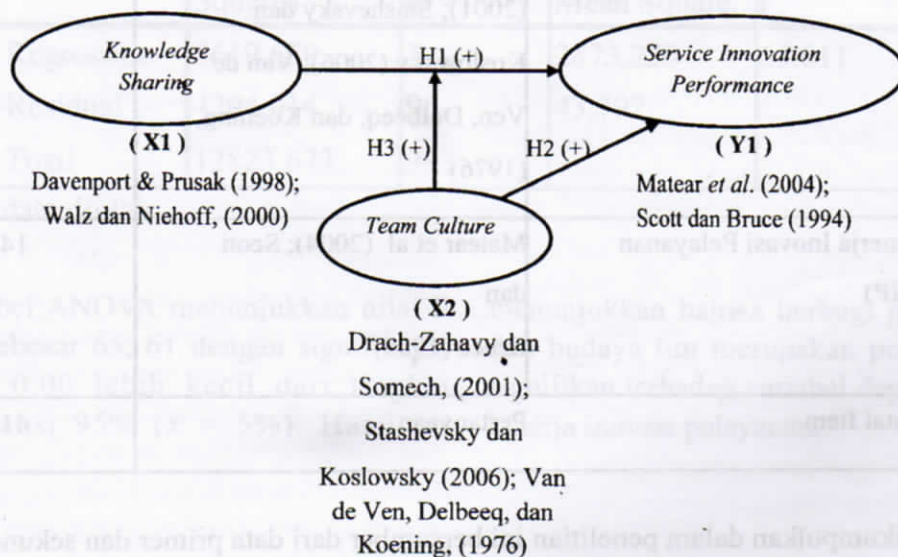 Knowledge
Sharing
H1 (+)
Service Innovation
Performance
( X1 )
Davenport & Prusak (1998);
Walz dan Niehoff, (2000)
H3 (+)
H2 (+)
( Y1 )
Matear et al. (2004);
Scott dan Bruce (1994)
Team Culture
( X2 )
Drach-Zahavy dan
Somech, (2001);
Stashevsky dan
Koslowsky (2006); Van
de Ven, Delbeeq, dan
Koening, (1976)